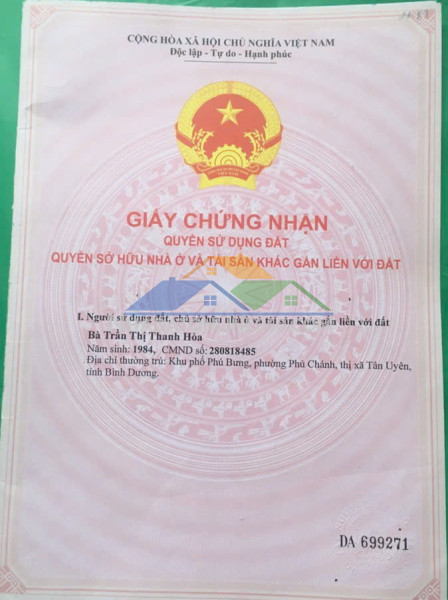 CỘNG HÒA XÃ HỘI CHỦ NGHĨA VIỆT NAM
Độc lập - Tự do - Hạnh phúc
GIẤY CHỨNG NHẬN
QUYỀN SỬ DỤNG ĐẤT
QUYỀN SỞ HỮU NHÀ Ở VÀ TÀI SẢN KHÁC GẮN LIỀN VỚI ĐẤT
I. Người sử dụng đất, chủ sở hữu nhà ở và tài sản khác gắn liền với đất
Bà Trần Thị Thanh Hòa
Năm sinh: 1984, CMND số: 280818485
Địa chỉ thường trú: Khu phố Phú Bưng, phường Phú Chánh, thị xã Tân Uyên,
tỉnh Bình Dương.
DA 699271